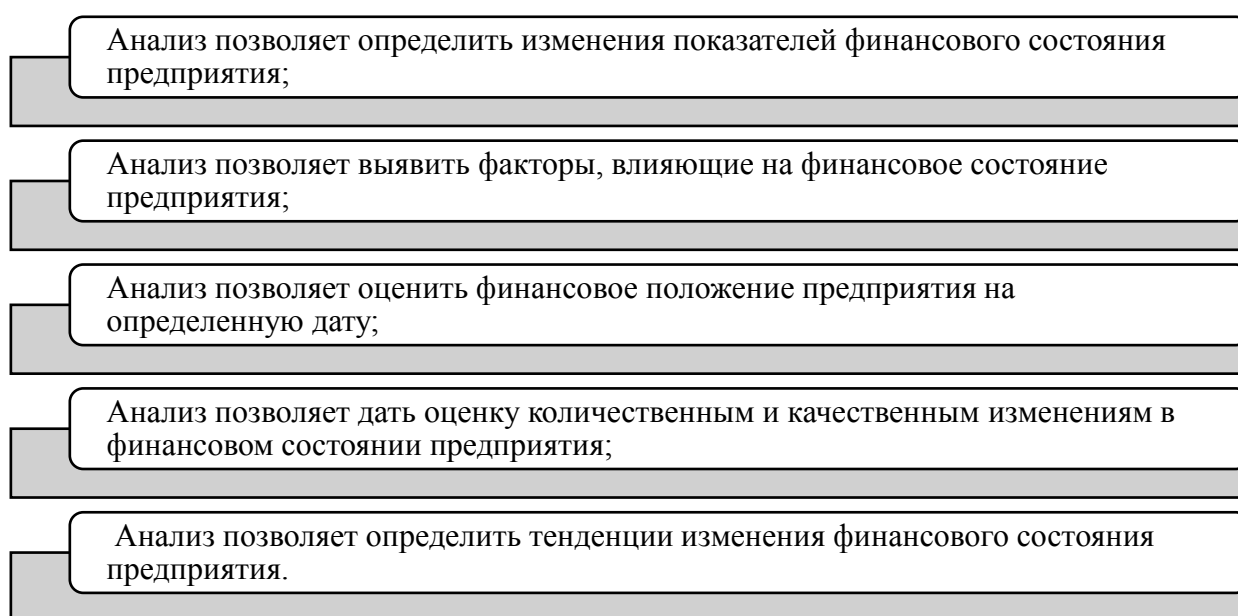 Анализ позволяет определить изменения показателей финансового состояния
предприятия;
Анализ позволяет выявить факторы, влияющие на финансовое состояние
предприятия;
Анализ позволяет оценить финансовое положение предприятия на
определенную дату;
Анализ позволяет дать оценку количественным и качественным изменениям в
финансовом состоянии предприятия;
Анализ позволяет определить тенденции изменения финансового состояния
предприятия.